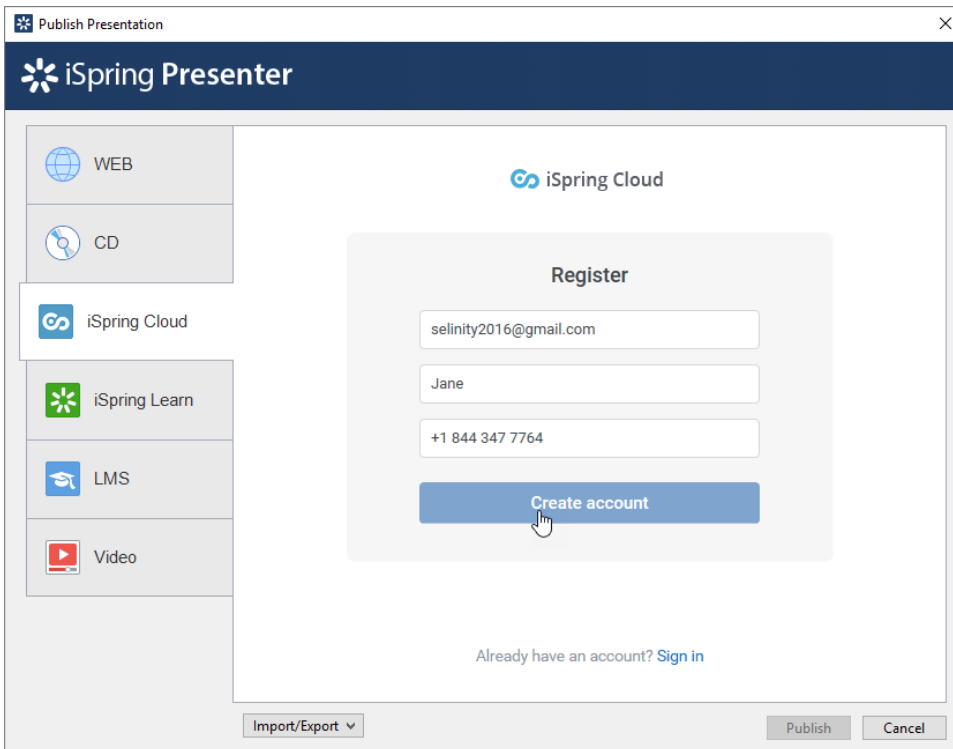 Publish Presentation
iSpring Presenter
WEB
CD
iSpring Cloud
iSpring Learn
LMS
Video
iSpring Cloud
Register
selinity2016@gmail.com
Jane
+1 844 347 7764
Create account
Already have an account? Sign in
Import/Export
Publish
Cancel